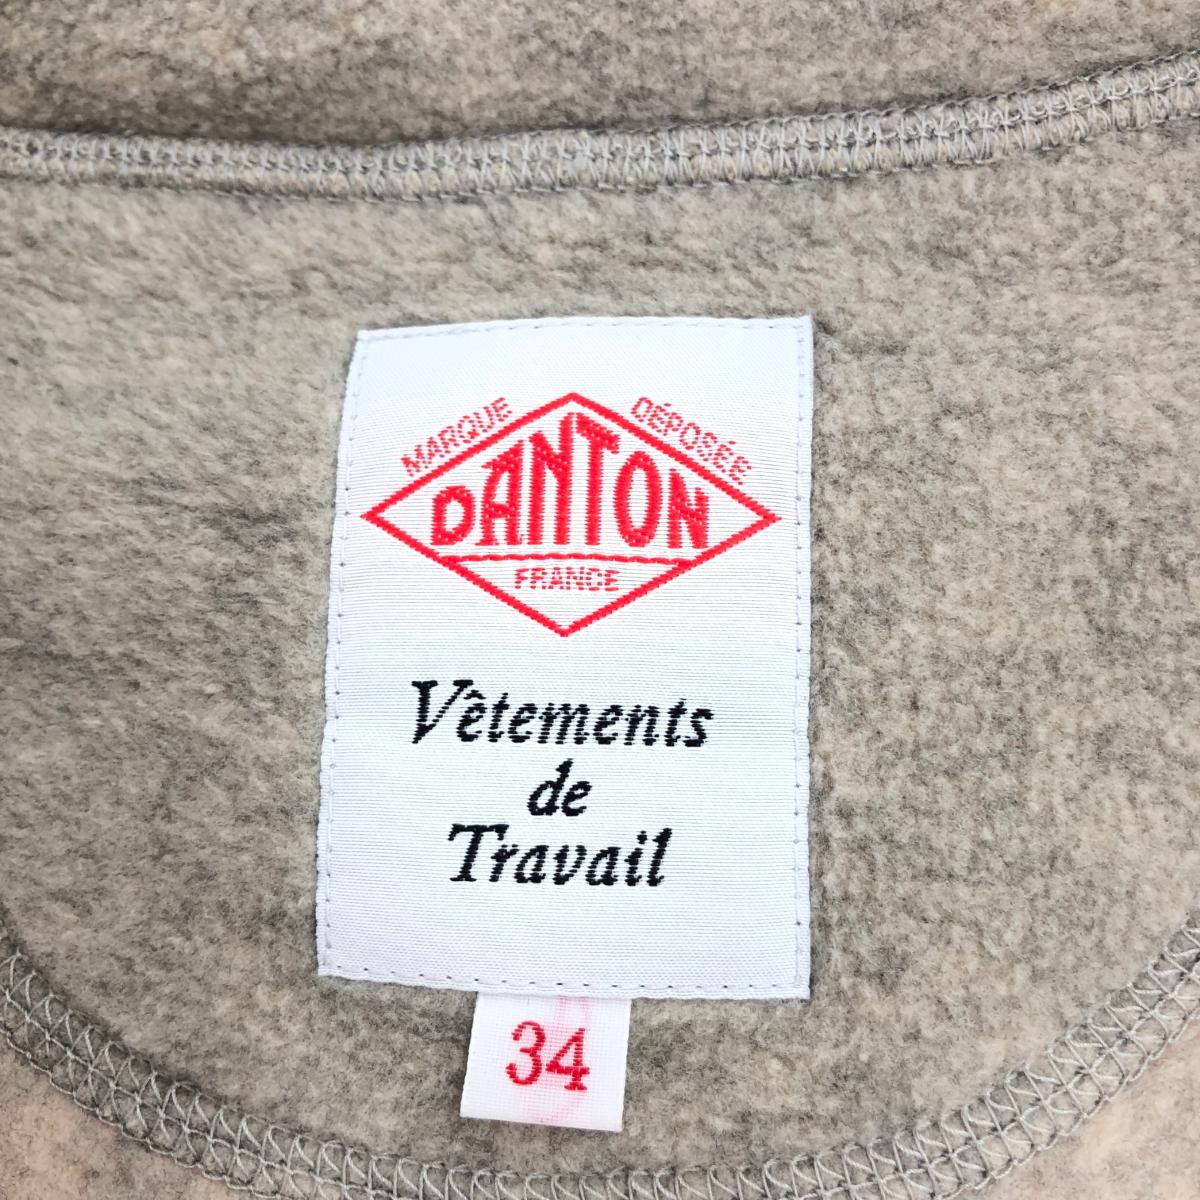 MARQUE DÉPOSÉE
DANTON
FRANCE
Vêtements
de
Travail
34